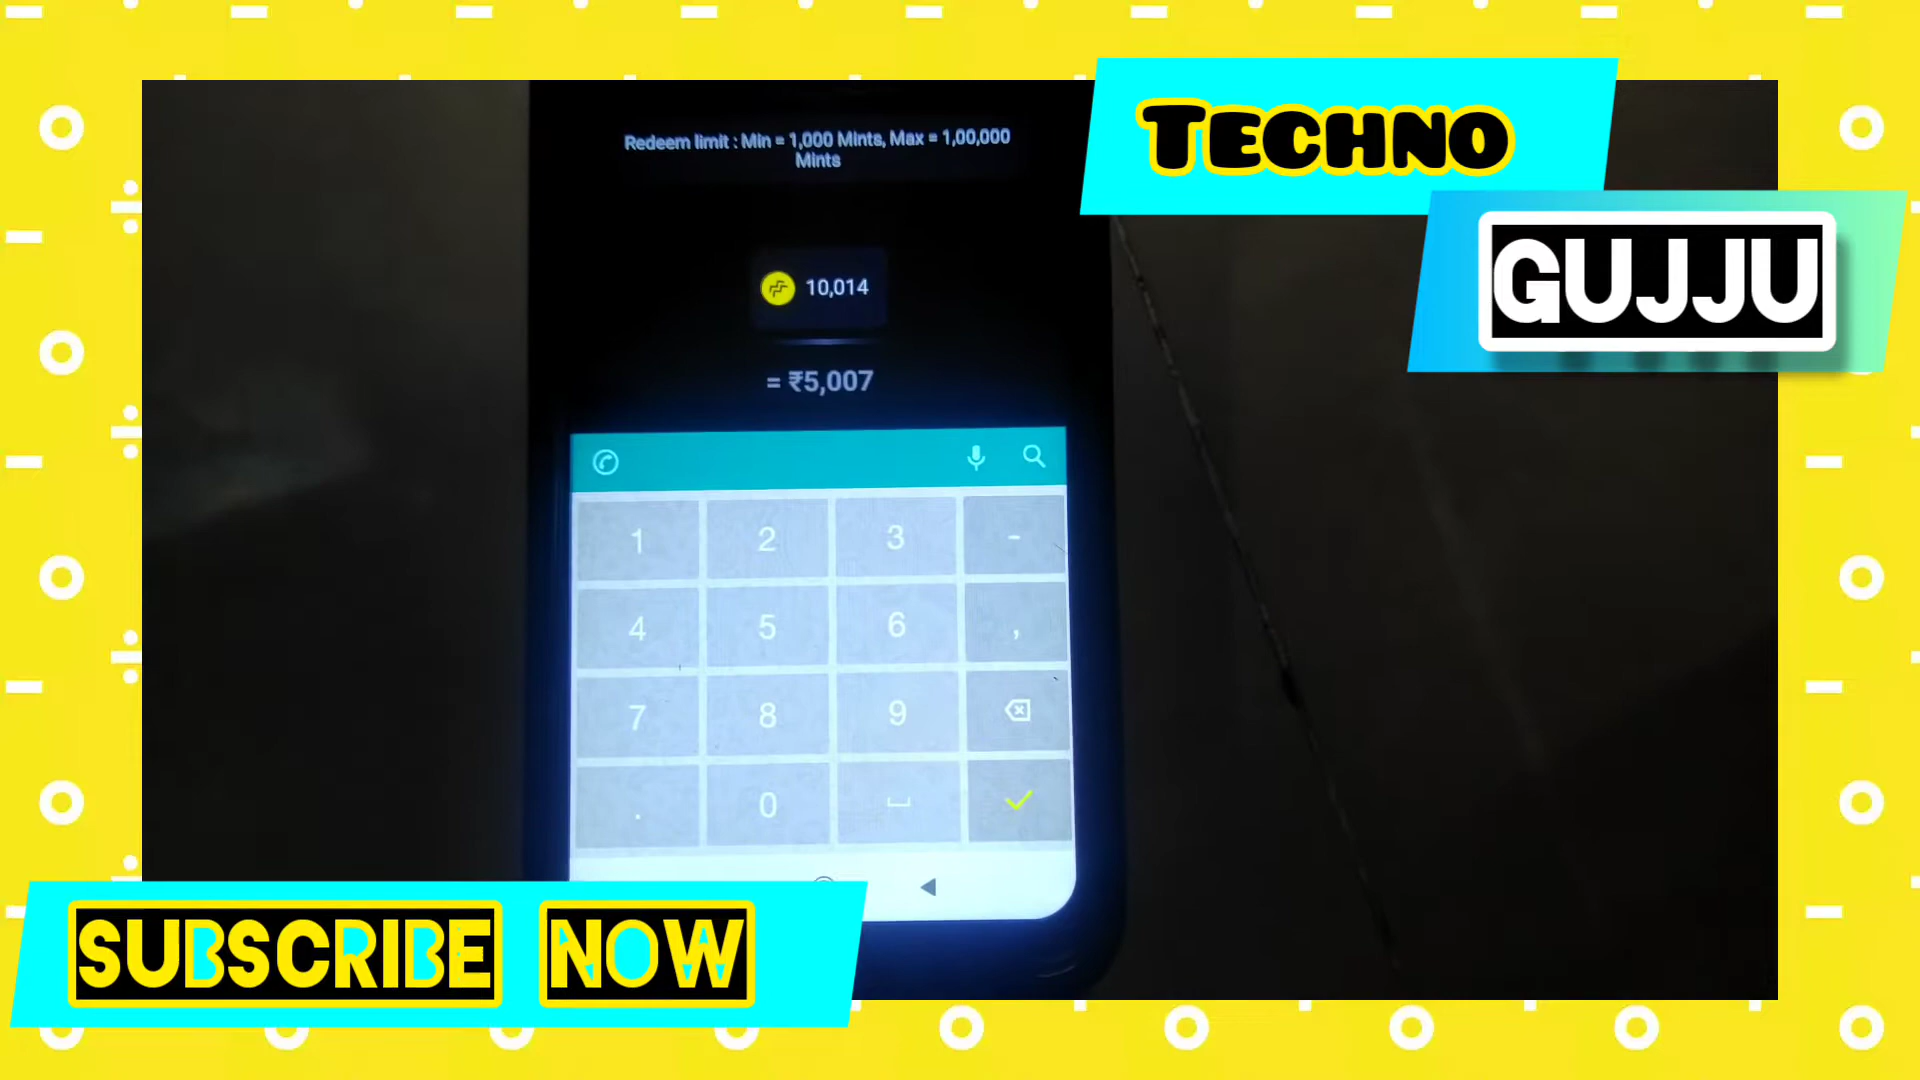 TECHNO
GUJJU
Redeem limit : Min = 1,000 Mints, Max = 1,00,000
Mints
10,014
= ₹5,007
1 2 3 -
4 5 6 ,
7 8 9
. 0
SUBSCRIBE NOW